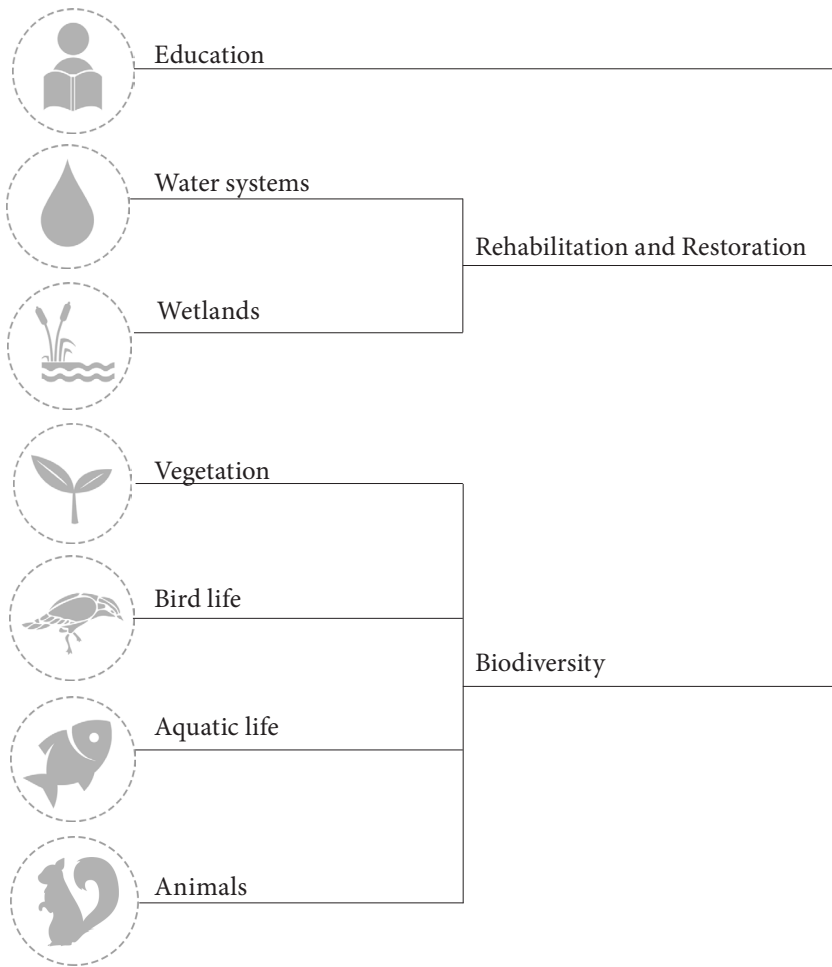 Education
Water systems
Rehabilitation and Restoration
Wetlands
Vegetation
Bird life
Biodiversity
Aquatic life
Animals